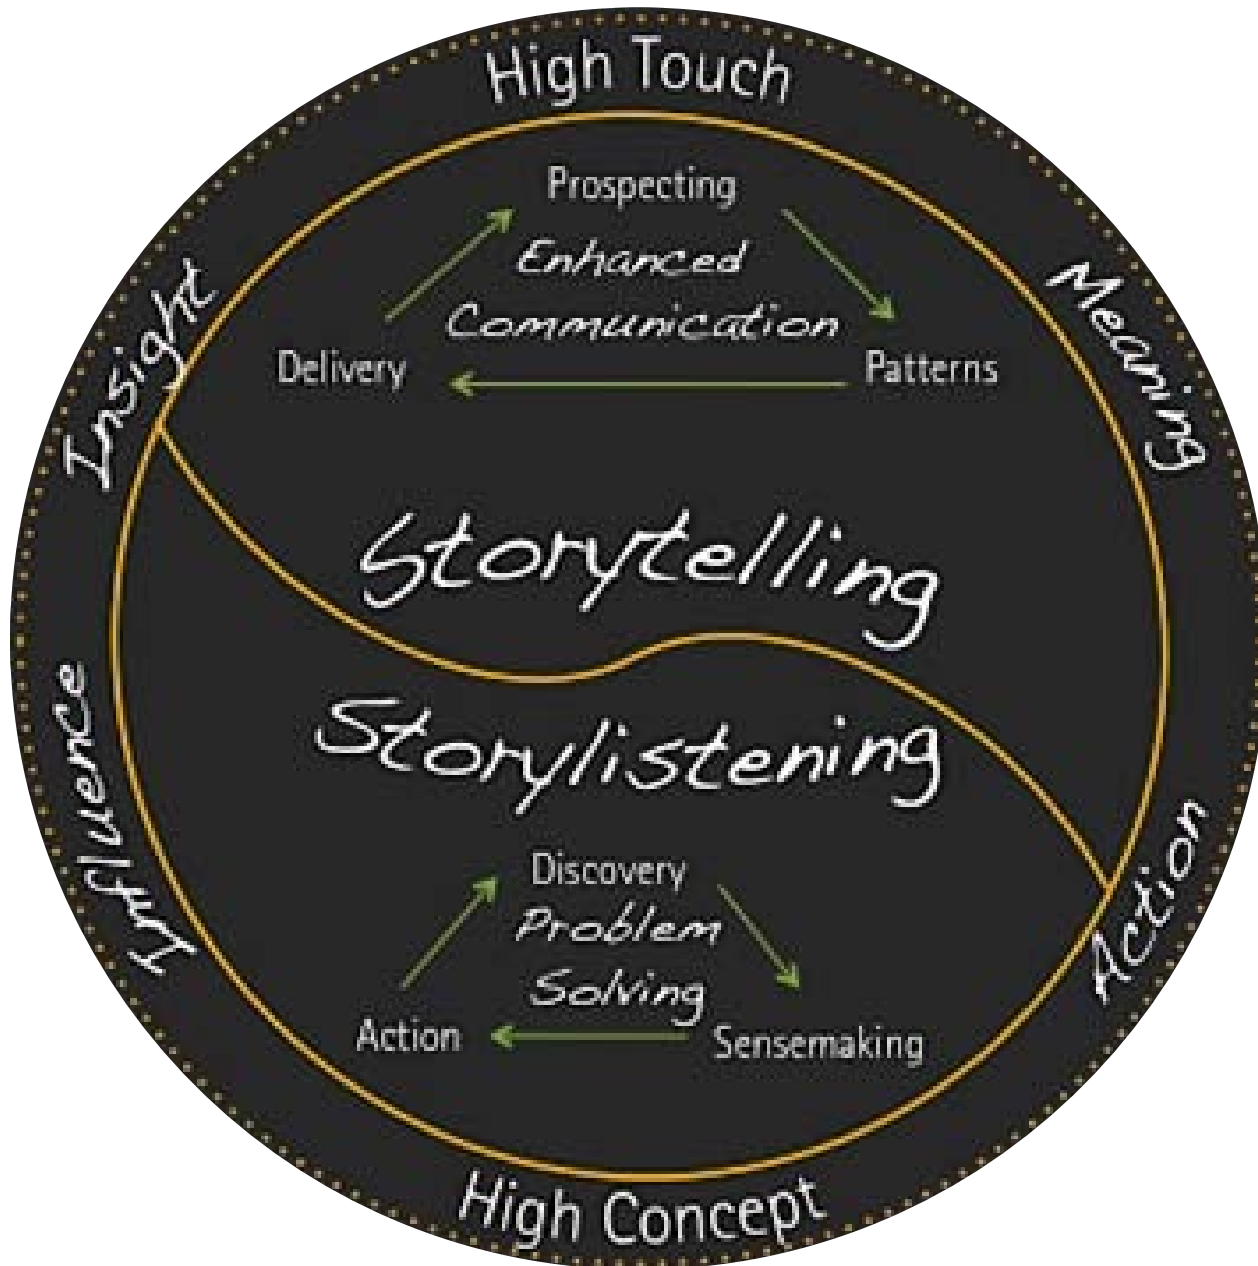 High Touch
Prospecting
Enhanced
Communication
Delivery
Patterns
Insight
Meaning
Storytelling
Storylistening
Influence
Action
Discovery
Problem
Solving
Action
Sensemaking
High Concept